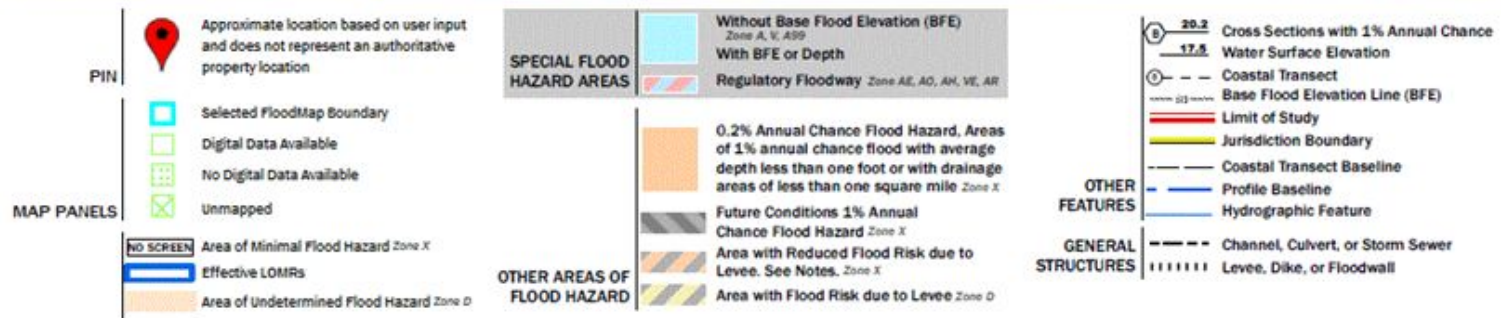 PIN
Approximate location based on user input
and does not represent an authoritative
property location
MAP PANELS
Selected FloodMap Boundary
Digital Data Available
No Digital Data Available
Unmapped
NO SCREEN Area of Minimal Flood Hazard Zone X
Effective LOMRs
Area of Undetermined Flood Hazard Zone D
SPECIAL FLOOD
HAZARD AREAS
Without Base Flood Elevation (BFE)
Zone A, V, A99
With BFE or Depth
Regulatory Floodway Zone AE, AO, AH, VE, AR
OTHER AREAS OF
FLOOD HAZARD
0.2% Annual Chance Flood Hazard, Areas
of 1% annual chance flood with average
depth less than one foot or with drainage
areas of less than one square mile Zone X
Future Conditions 1% Annual
Chance Flood Hazard Zone X
Area with Reduced Flood Risk due to
Levee. See Notes. Zone X
Area with Flood Risk due to Levee Zone D
OTHER
FEATURES
B 20.2 Cross Sections with 1% Annual Chance
17.5 Water Surface Elevation
Coastal Transect
Base Flood Elevation Line (BFE)
Limit of Study
Jurisdiction Boundary
Coastal Transect Baseline
Profile Baseline
Hydrographic Feature
GENERAL
STRUCTURES
Channel, Culvert, or Storm Sewer
Levee, Dike, or Floodwall